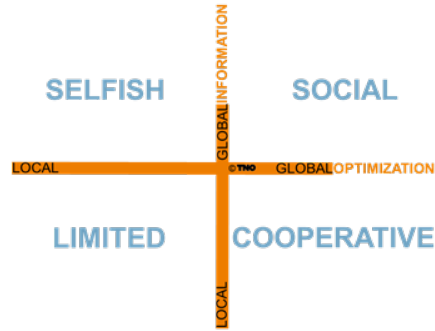 GLOBAL INFORMATION
SELFISH
SOCIAL
LOCAL
© TNO
GLOBAL OPTIMIZATION
LIMITED
COOPERATIVE
LOCAL